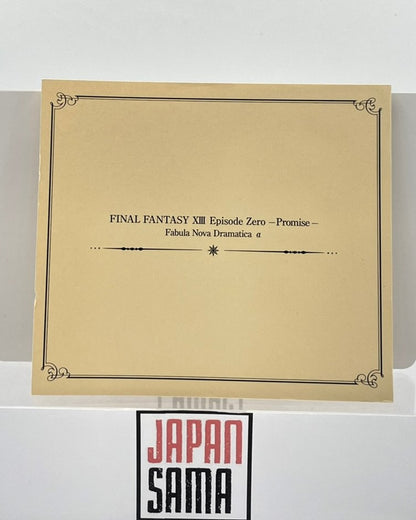 FINAL FANTASY XIII Episode Zero －Promise－
Fabula Nova Dramatica α
JAPAN
SAMA